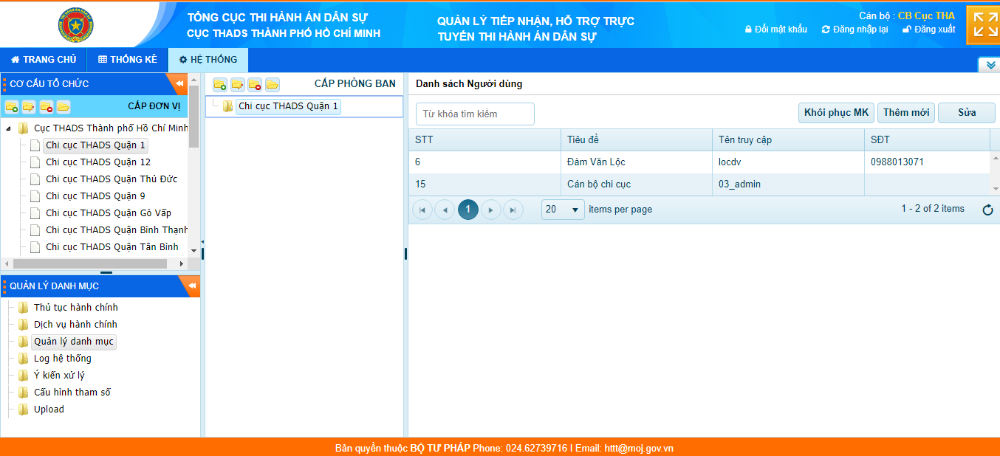 TỔNG CỤC THI HÀNH ÁN DÂN SỰ
CỤC THADS THÀNH PHỐ HỒ CHÍ MINH
QUẢN LÝ TIẾP NHẬN, HỖ TRỢ TRỰC
TUYẾN THI HÀNH ÁN DÂN SỰ
Cán bộ : CB Cục THA
Đổi mật khẩu Đăng nhập lại Đăng xuất
TRANG CHỦ THỐNG KÊ HỆ THỐNG
CƠ CẤU TỔ CHỨC
CẤP ĐƠN VỊ
Cục THADS Thành phố Hồ Chí Minh
Chi cục THADS Quận 1
Chi cục THADS Quận 12
Chi cục THADS Quận Thủ Đức
Chi cục THADS Quận 9
Chi cục THADS Quận Gò Vấp
Chi cục THADS Quận Bình Thạnh
Chi cục THADS Quận Tân Bình
QUẢN LÝ DANH MỤC
Thủ tục hành chính
Dịch vụ hành chính
Quản lý danh mục
Log hệ thống
Ý kiến xử lý
Cấu hình tham số
Upload
CẤP PHÒNG BAN
Chi cục THADS Quận 1
Danh sách Người dùng
Từ khóa tìm kiếm
Khôi phục MK Thêm mới Sửa
STT Tiêu đề Tên truy cập SĐT
6 Đàm Văn Lộc locdv 0988013071
15 Cán bộ chi cục 03_admin
1 20 items per page 1 - 2 of 2 items
Bản quyền thuộc BỘ TƯ PHÁP Phone: 024.62739716 I Email: httt@moj.gov.vn